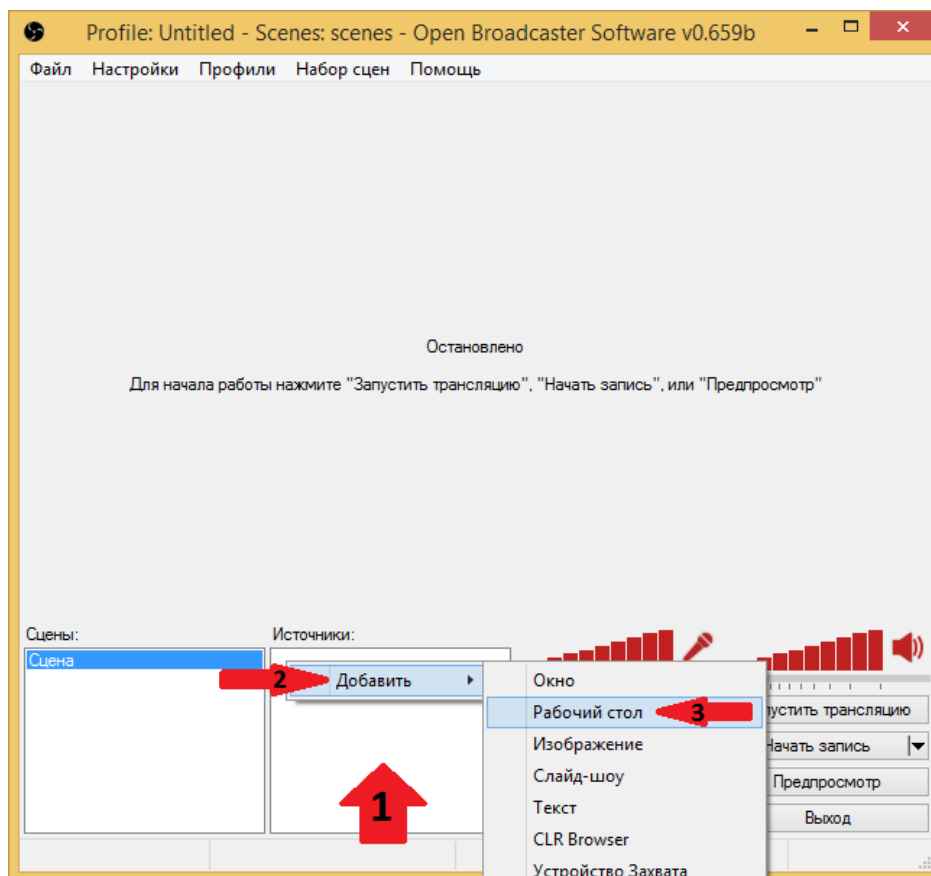 Profile: Untitled - Scenes: scenes - Open Broadcaster Software v0.659b
Файл Настройки Профили Набор сцен Помощь
Остановлено
Для начала работы нажмите "Запустить трансляцию", "Начать запись", или "Предпросмотр"
Сцены: Источники:
Сцена
2 Добавить
Окно
Рабочий стол 3
Изображение
Слайд-шоу
Текст
CLR Browser
Устройство Захвата
1
трансляцию
Начать запись
Предпросмотр
Выход